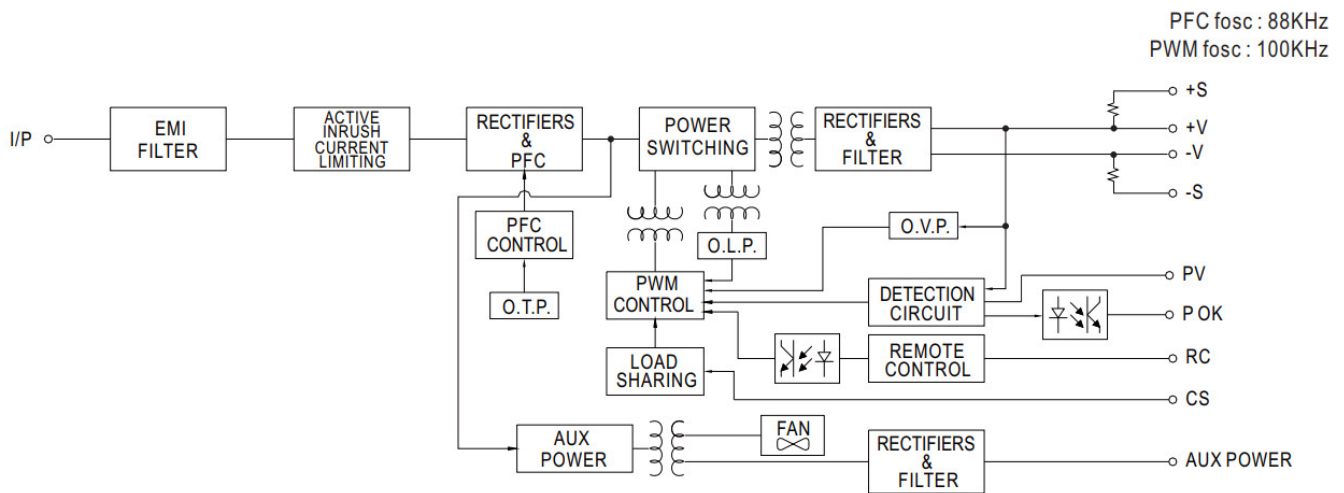 PFC fosc : 88KHz
PWM fosc : 100KHz
I/P
EMI
FILTER
ACTIVE
INRUSH
CURRENT
LIMITING
RECTIFIERS
&
PFC
POWER
SWITCHING
RECTIFIERS
&
FILTER
+S
+V
-V
-S
PFC
CONTROL
O.T.P.
O.L.P.
O.V.P.
PWM
CONTROL
DETECTION
CIRCUIT
PV
P OK
LOAD
SHARING
REMOTE
CONTROL
RC
CS
AUX
POWER
FAN
RECTIFIERS
&
FILTER
AUX POWER